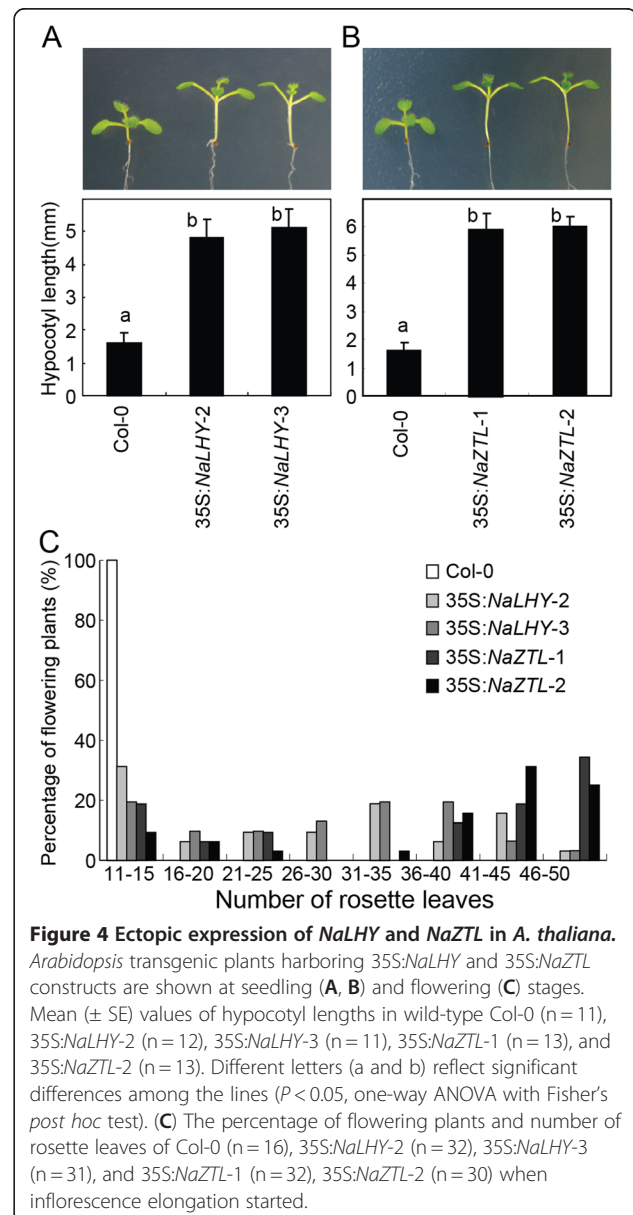 A
B
Hypocotyl length(mm)
5
4
3
2
1
0
a
b
b
6
5
4
3
2
1
0
a
b
b
Col-0
35S:NaLHY-2
35S:NaLHY-3
Col-0
35S:NaZTL-1
35S:NaZTL-2
C
Percentage of flowering plants (%)
100
80
60
40
20
0
Col-0
35S:NaLHY-2
35S:NaLHY-3
35S:NaZTL-1
35S:NaZTL-2
11-15 16-20 21-25 26-30 31-35 36-40 41-45 46-50
Number of rosette leaves
Figure 4 Ectopic expression of NaLHY and NaZTL in A. thaliana.
Arabidopsis transgenic plants harboring 35S:NaLHY and 35S:NaZTL
constructs are shown at seedling (A, B) and flowering (C) stages.
Mean (± SE) values of hypocotyl lengths in wild-type Col-0 (n = 11),
35S:NaLHY-2 (n = 12), 35S:NaLHY-3 (n = 11), 35S:NaZTL-1 (n = 13), and
35S:NaZTL-2 (n = 13). Different letters (a and b) reflect significant
differences among the lines (P < 0.05, one-way ANOVA with Fisher's
post hoc test). (C) The percentage of flowering plants and number of
rosette leaves of Col-0 (n = 16), 35S:NaLHY-2 (n = 32), 35S:NaLHY-3
(n = 31), and 35S:NaZTL-1 (n = 32), 35S:NaZTL-2 (n = 30) when
inflorescence elongation started.